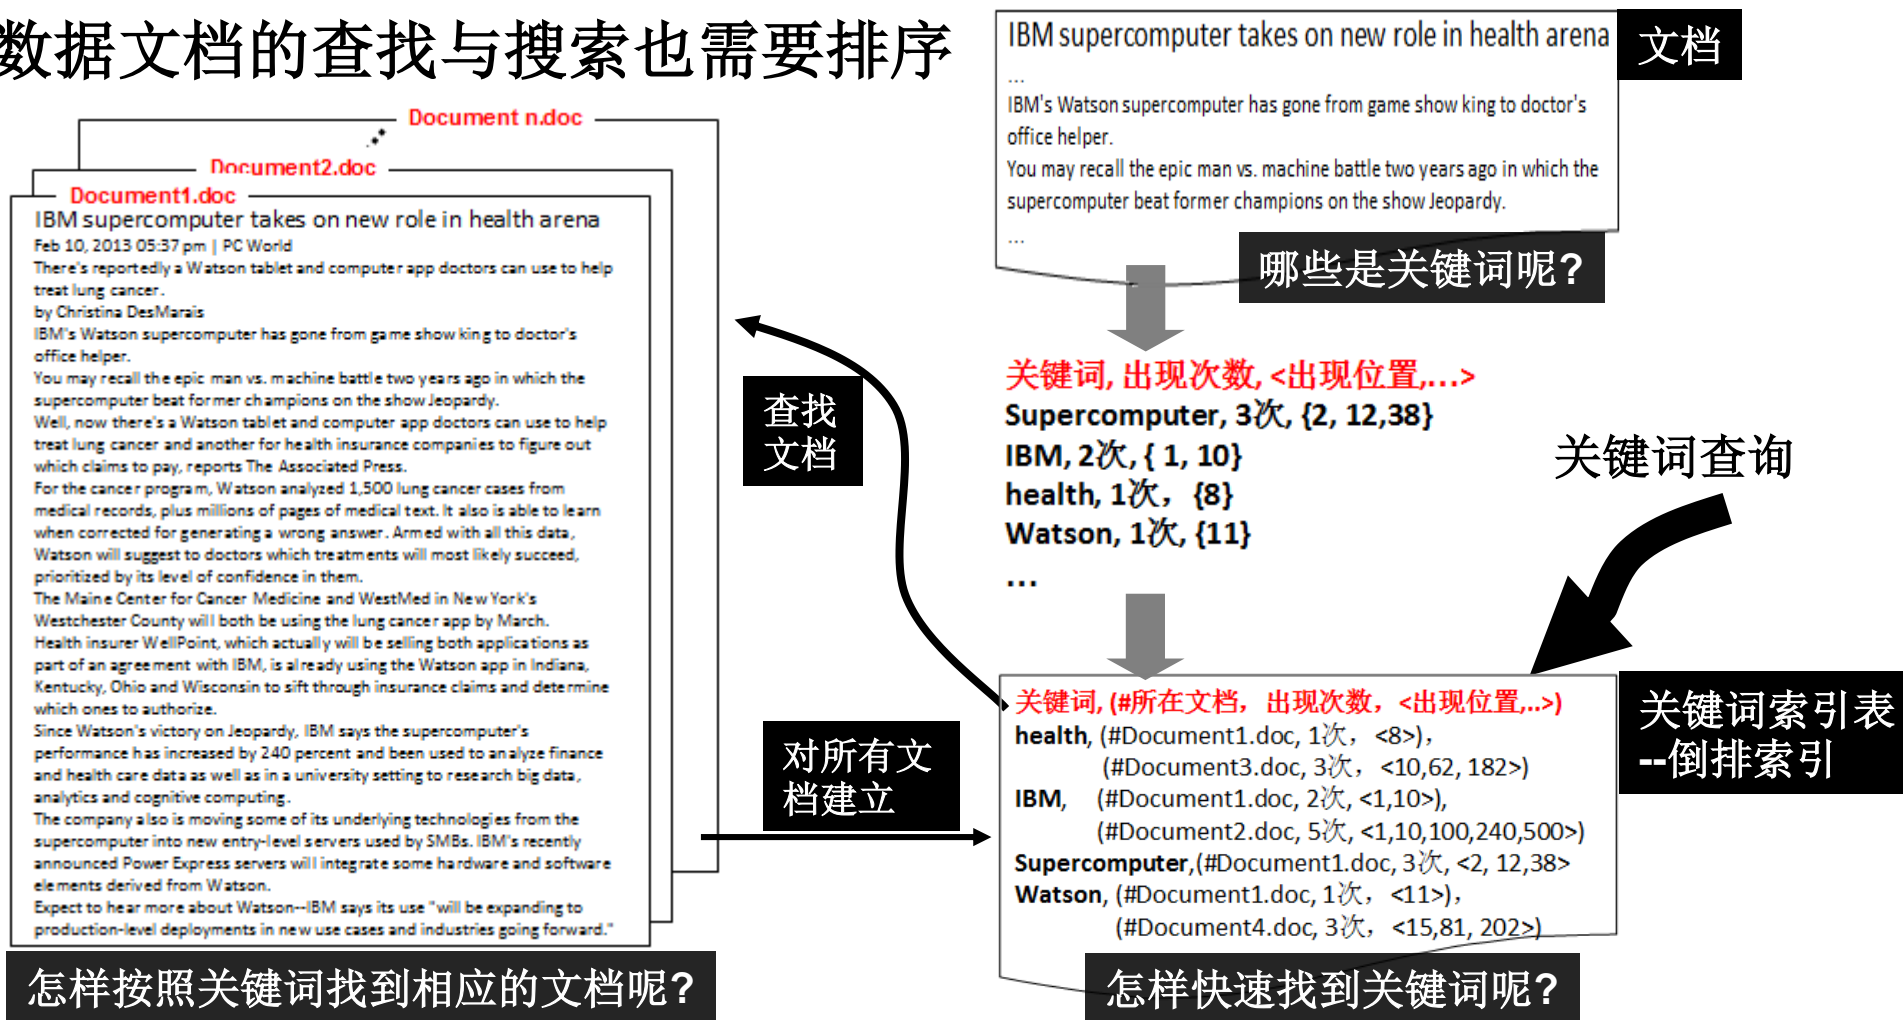 数据文档的查找与搜索也需要排序
Document n.doc
Document2.doc
Document1.doc
IBM supercomputer takes on new role in health arena
Feb 10, 2013 05:37 pm | PC World
There's reportedly a Watson tablet and computer app doctors can use to help
treat lung cancer.
by Christina DesMarais
IBM's Watson supercomputer has gone from game show king to doctor's
office helper.
You may recall the epic man vs. machine battle two years ago in which the
supercomputer beat former champions on the show Jeopardy.
Well, now there's a Watson tablet and computer app doctors can use to help
treat lung cancer and another for health insurance companies to figure out
which claims to pay, reports The Associated Press.
For the cancer program, Watson analyzed 1,500 lung cancer cases from
medical records, plus millions of pages of medical text. It also is able to learn
when corrected for generating a wrong answer. Armed with all this data,
Watson will suggest to doctors which treatments will most likely succeed,
prioritized by its level of confidence in them.
The Maine Center for Cancer Medicine and WestMed in New York's
Westchester County will both be using the lung cancer app by March.
Health insurer WellPoint, which actually will be selling both applications as
part of an agreement with IBM, is already using the Watson app in Indiana,
Kentucky, Ohio and Wisconsin to sift through insurance claims and determine
which ones to authorize.
Since Watson's victory on Jeopardy, IBM says the supercomputer's
performance has increased by 240 percent and been used to analyze finance
and health care data as well as in a university setting to research big data,
analytics and cognitive computing.
The company also is moving some of its underlying technologies from the
supercomputer into new entry-level servers used by SMBs. IBM's recently
announced Power Express servers will integrate some hardware and software
elements derived from Watson.
Expect to hear more about Watson--IBM says its use "will be expanding to
production-level deployments in new use cases and industries going forward."
怎样按照关键词找到相应的文档呢?
查找
文档
对所有文
档建立
IBM supercomputer takes on new role in health arena
文档
...
IBM's Watson supercomputer has gone from game show king to doctor's
office helper.
You may recall the epic man vs. machine battle two years ago in which the
supercomputer beat former champions on the show Jeopardy.
...
哪些是关键词呢?
关键词, 出现次数, <出现位置,...>
Supercomputer, 3次, {2, 12,38}
IBM, 2次, { 1, 10}
health, 1次，{8}
Watson, 1次, {11}
...
关键词查询
关键词, (#所在文档，出现次数，<出现位置,..>)
health, (#Document1.doc, 1次，<8>),
(#Document3.doc, 3次，<10,62, 182>)
IBM, (#Document1.doc, 2次, <1,10>),
(#Document2.doc, 5次, <1,10,100,240,500>)
Supercomputer,(#Document1.doc, 3次, <2, 12,38>
Watson, (#Document1.doc, 1次，<11>),
(#Document4.doc, 3次，<15,81, 202>)
关键词索引表
--倒排索引
怎样快速找到关键词呢?